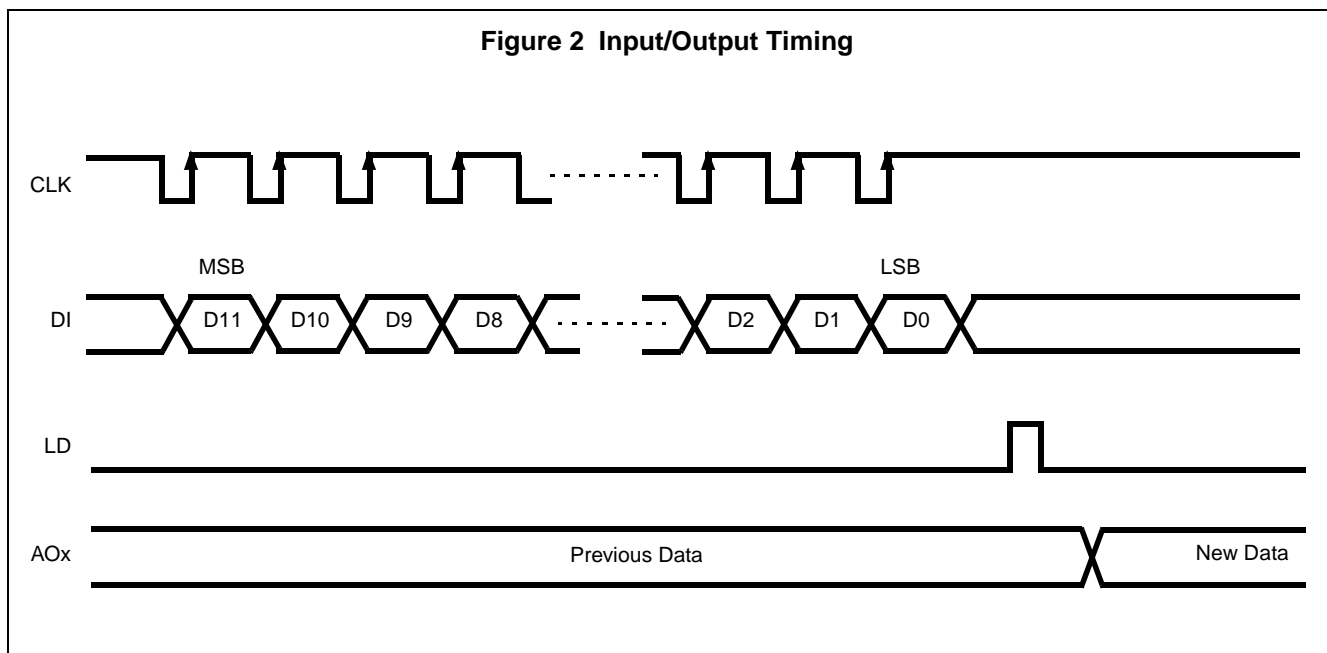 Figure 2 Input/Output Timing
CLK
MSB LSB
DI D11 D10 D9 D8 D2 D1 D0
LD
AOx Previous Data New Data